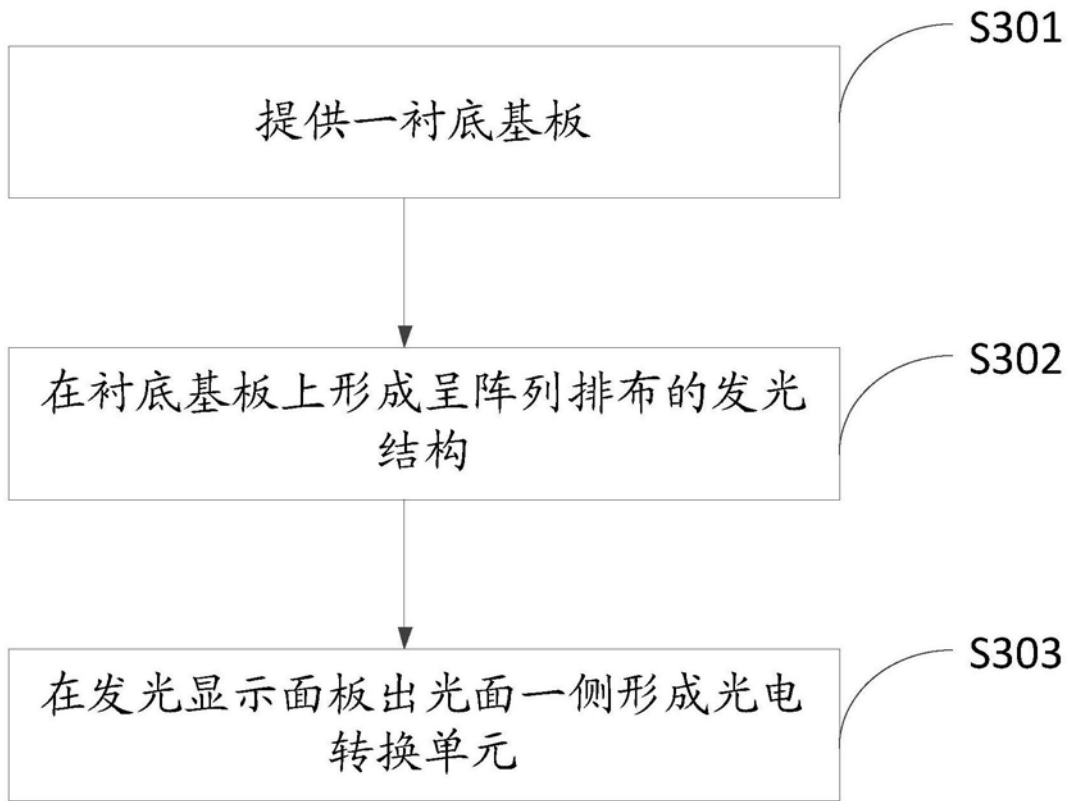 S301
提供一衬底基板
S302
在衬底基板上形成呈阵列排布的发光
结构
S303
在发光显示面板出光面一侧形成光电
转换单元